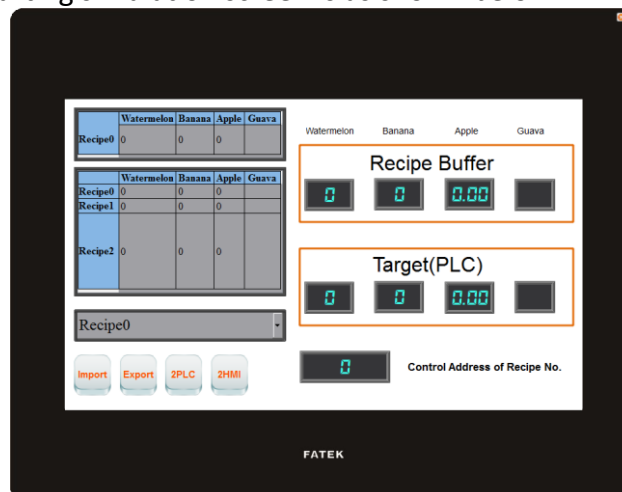 Watermelon Banana Apple Guava
Recipe0 0 0 0
Watermelon Banana Apple Guava
Recipe0 0 0 0
Recipe1 0 0 0
Recipe2 0 0 0
Recipe0
Import Export 2PLC 2HMI
Watermelon Banana Apple Guava
Recipe Buffer
0 0 0.00
Target(PLC)
0 0 0.00
0 Control Address of Recipe No.
FATEK